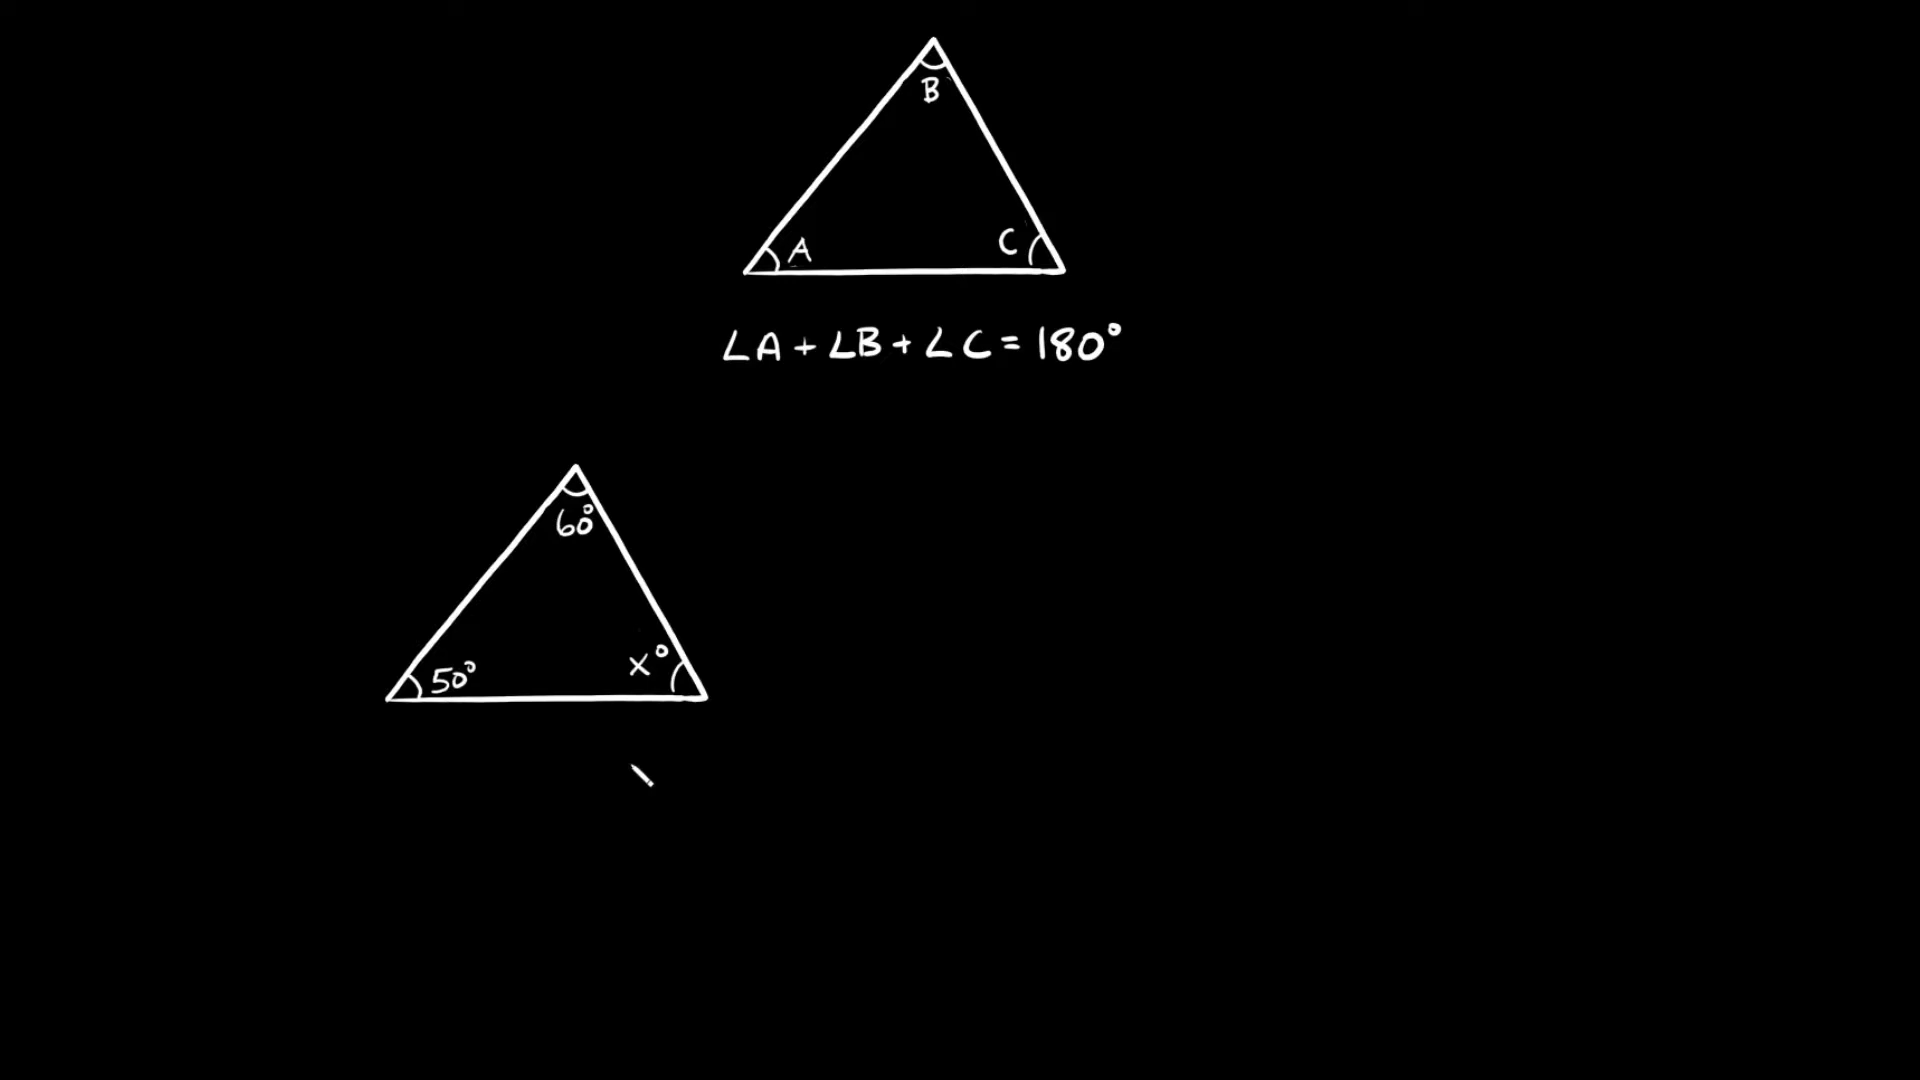 B
A C
∠A + ∠B + ∠C = 180°
60°
50° x°